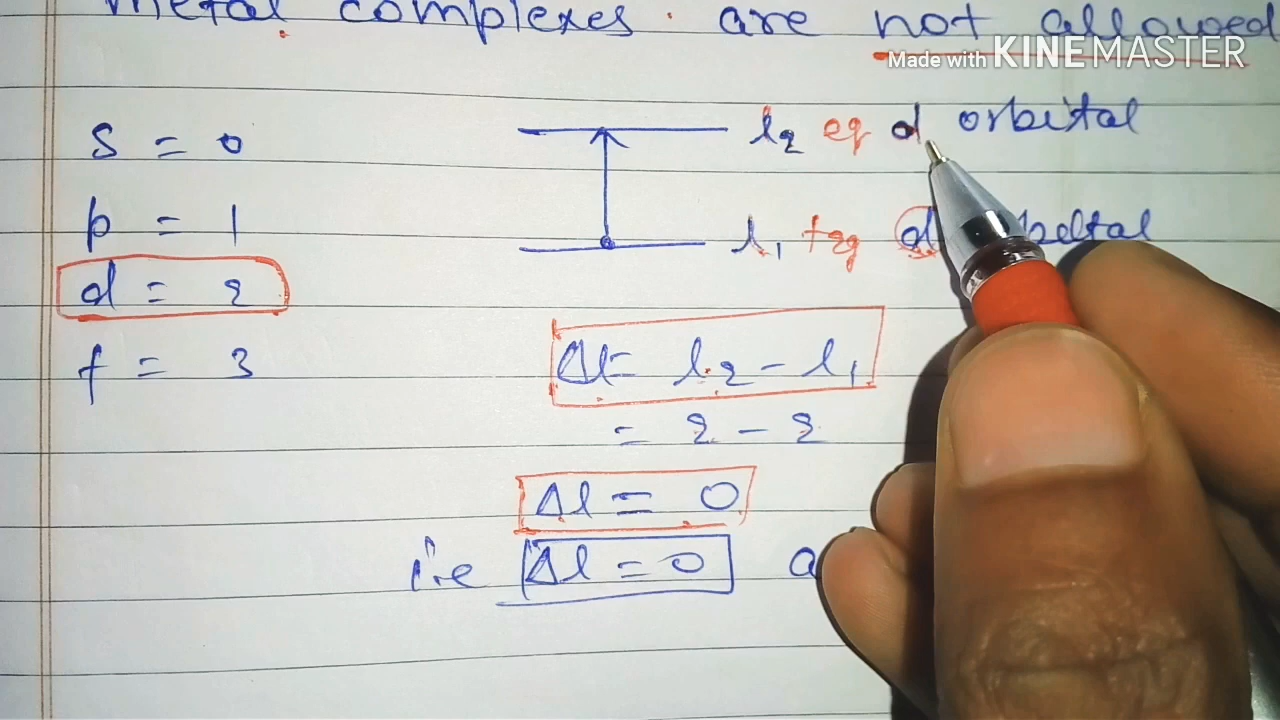 metal complexes are not allowed
Made with KINEMASTER
s = 0
l2 eg d orbital
p = 1
l1 t2g d
d = 2
Δl = l2 - l1
f = 3
= 2 - 2
Δl = 0
i.e Δl = 0